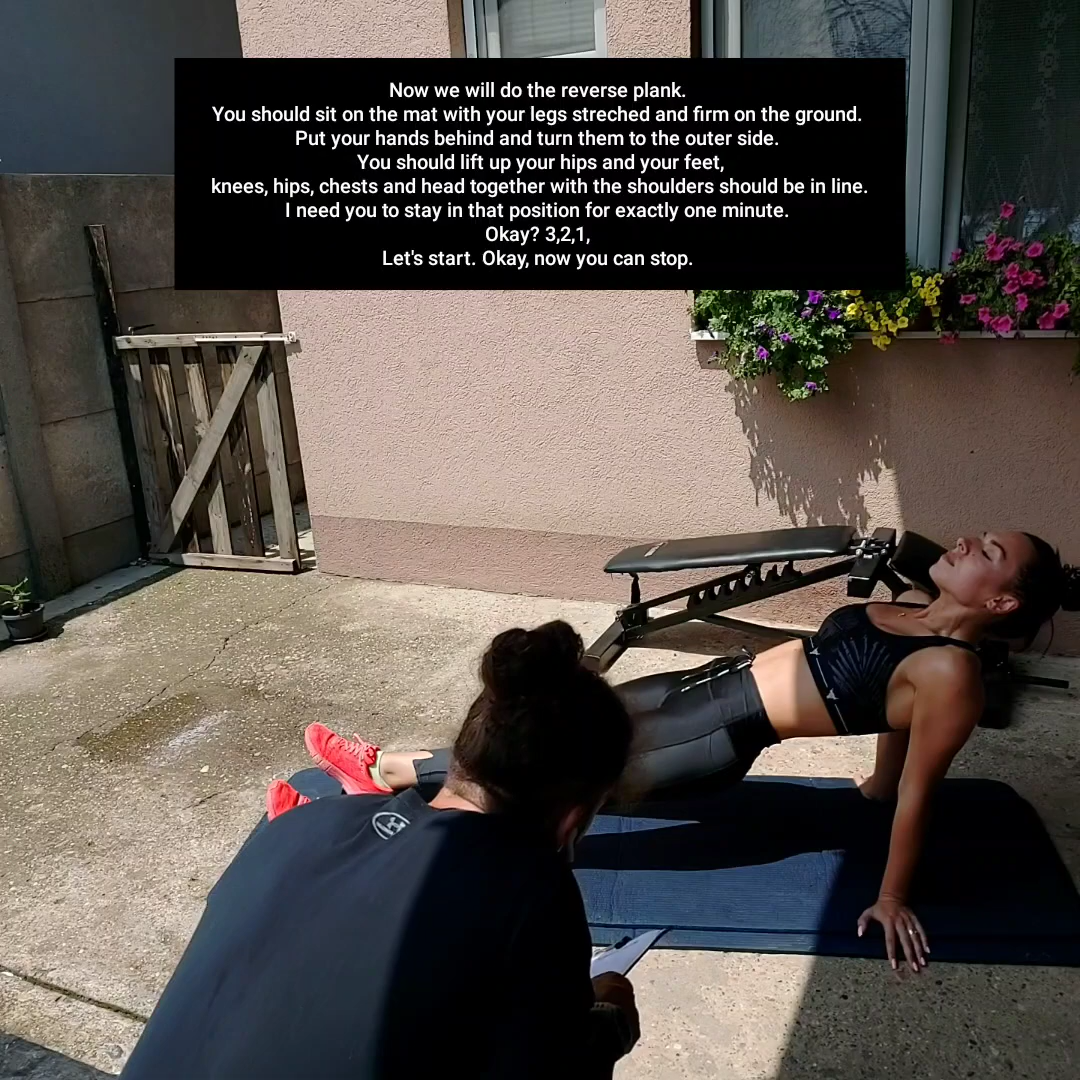 Now we will do the reverse plank.
You should sit on the mat with your legs streched and firm on the ground.
Put your hands behind and turn them to the outer side.
You should lift up your hips and your feet,
knees, hips, chests and head together with the shoulders should be in line.
I need you to stay in that position for exactly one minute.
Okay? 3,2,1,
Let's start. Okay, now you can stop.